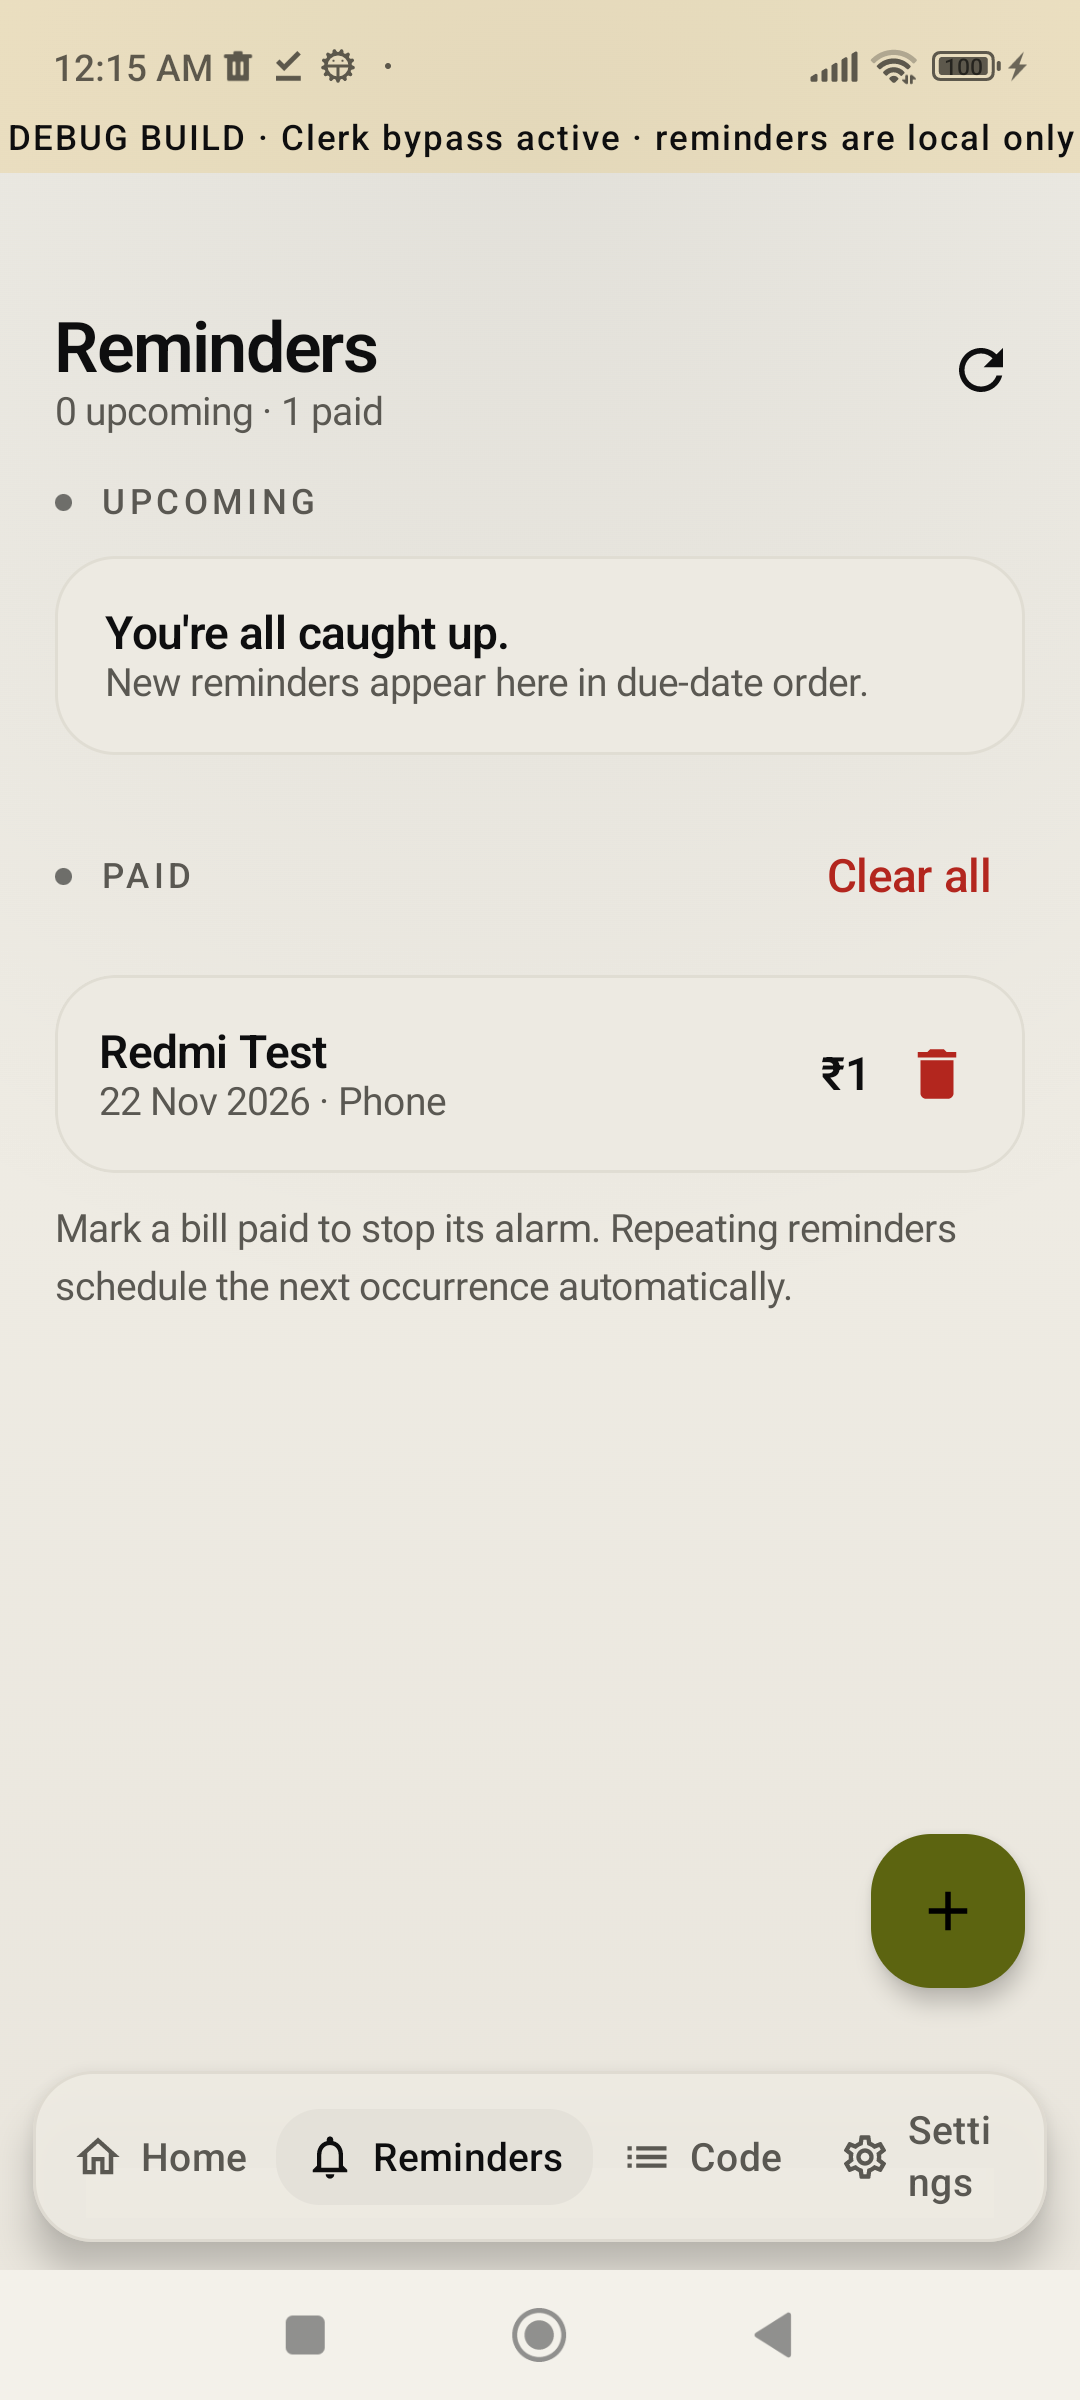 12:15 AM
100
DEBUG BUILD · Clerk bypass active · reminders are local only
Reminders
0 upcoming · 1 paid
UPCOMING
You're all caught up.
New reminders appear here in due-date order.
PAID
Clear all
Redmi Test
22 Nov 2026 · Phone
₹1
Mark a bill paid to stop its alarm. Repeating reminders
schedule the next occurrence automatically.
Home
Reminders
Code
Setti
ngs